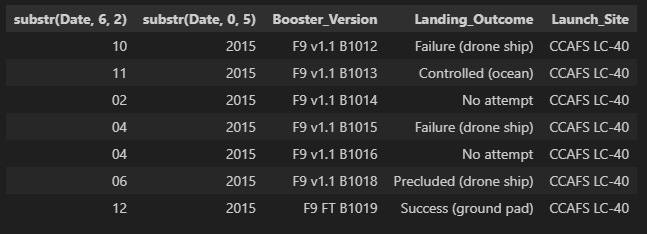 substr(Date, 6, 2) substr(Date, 0, 5) Booster_Version Landing_Outcome Launch_Site
10 2015 F9 v1.1 B1012 Failure (drone ship) CCAFS LC-40
11 2015 F9 v1.1 B1013 Controlled (ocean) CCAFS LC-40
02 2015 F9 v1.1 B1014 No attempt CCAFS LC-40
04 2015 F9 v1.1 B1015 Failure (drone ship) CCAFS LC-40
04 2015 F9 v1.1 B1016 No attempt CCAFS LC-40
06 2015 F9 v1.1 B1018 Precluded (drone ship) CCAFS LC-40
12 2015 F9 FT B1019 Success (ground pad) CCAFS LC-40